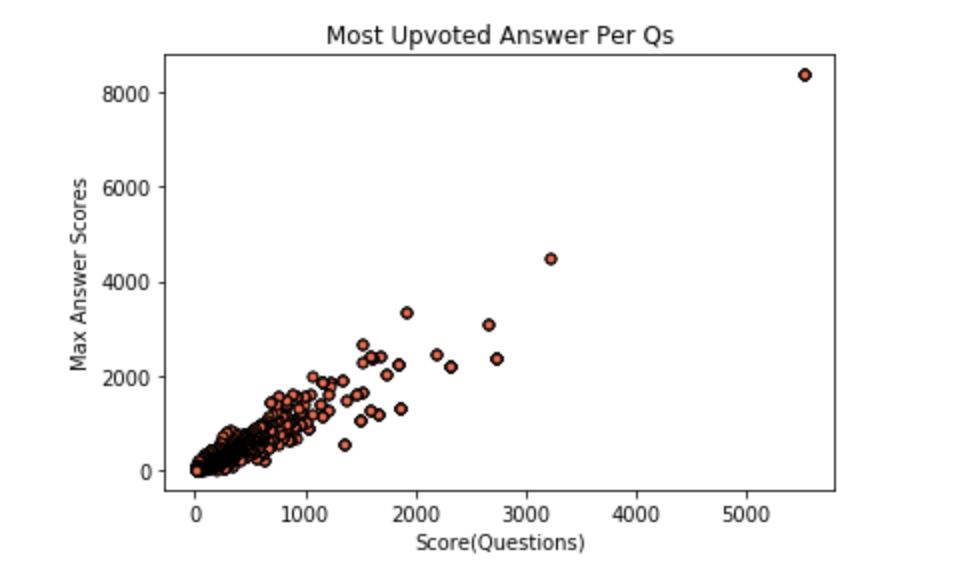 Most Upvoted Answer Per Qs
8000
6000
4000
2000
0
Max Answer Scores
0 1000 2000 3000 4000 5000
Score(Questions)